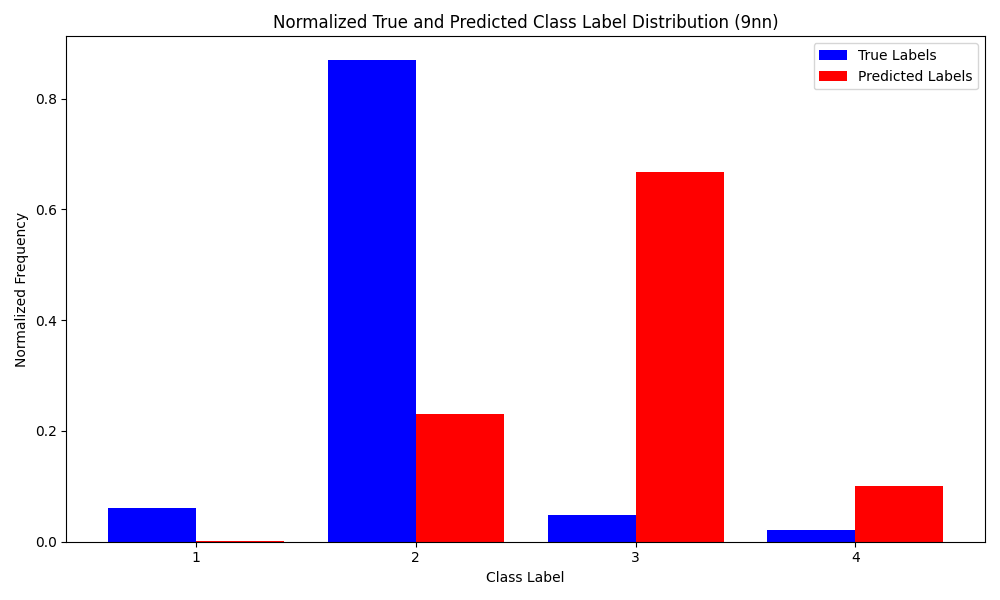 Normalized True and Predicted Class Label Distribution (9nn)
True Labels
Predicted Labels
Normalized Frequency
0.8
0.6
0.4
0.2
0.0
1
2
3
4
Class Label